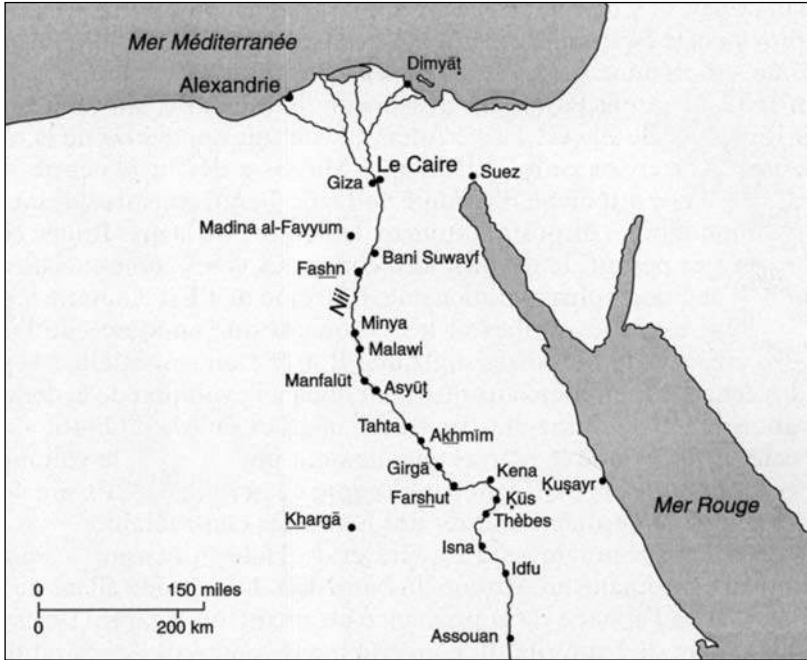 Mer Méditerranée
Dimyāṭ
Alexandrie
Le Caire
Giza
Suez
Madina al-Fayyum
Bani Suwayf
Fashn
Nil
Minya
Malawi
Manfalūt
Asyūṭ
Tahta
Akhmīm
Girgā
Kena
Farshut
Ḳūs
Ḳuṣayr
Khargā
Thèbes
Mer Rouge
Isna
Idfu
0 150 miles
0 200 km
Assouan